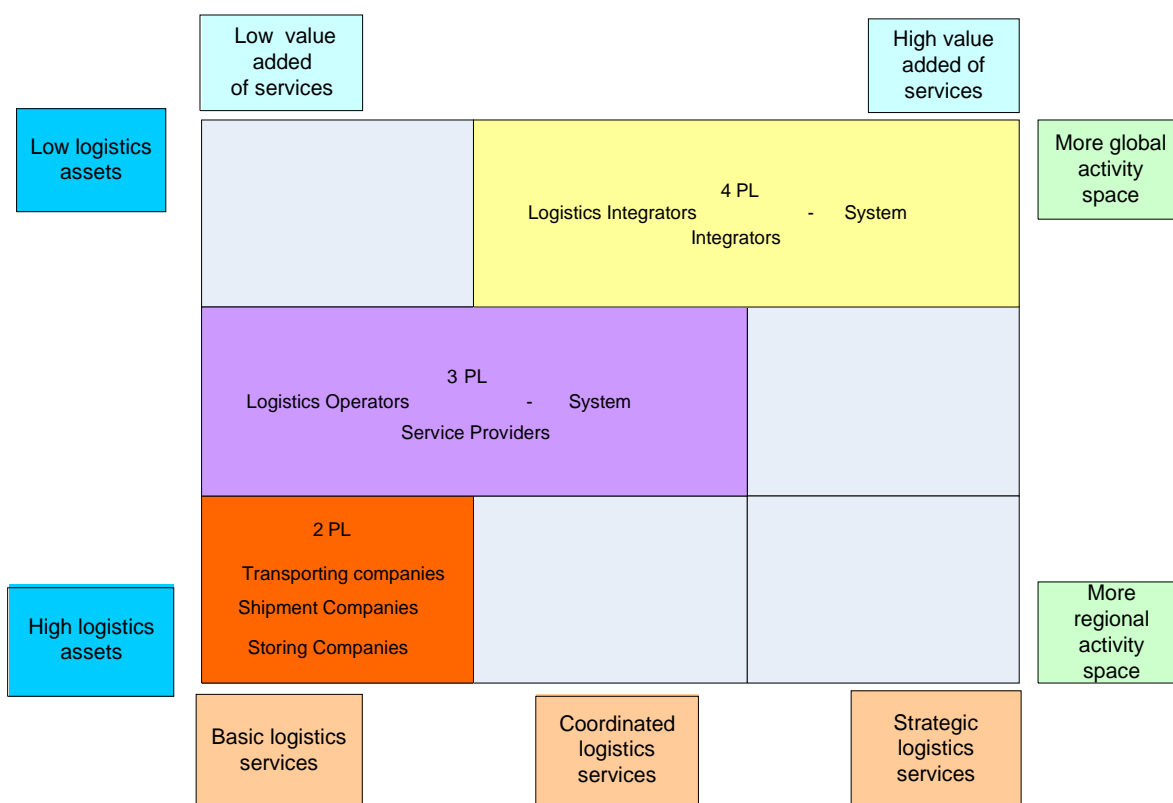 Low value
added
of services
High value
added of
services
Low logistics
assets
More global
activity
space
4 PL
Logistics Integrators - System
Integrators
3 PL
Logistics Operators - System
Service Providers
2 PL
Transporting companies
Shipment Companies
Storing Companies
High logistics
assets
More
regional
activity
space
Basic logistics
services
Coordinated
logistics
services
Strategic
logistics
services